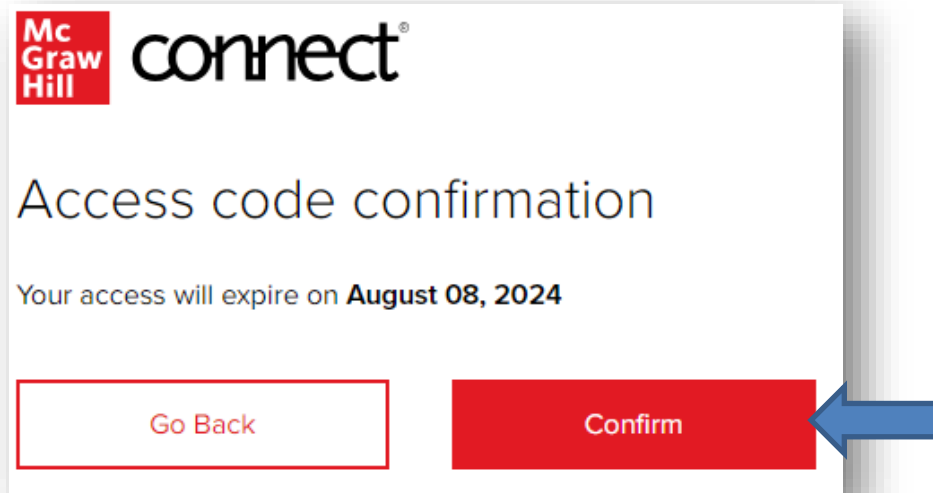 Mc
Graw
Hill
connect®
Access code confirmation
Your access will expire on August 08, 2024
Go Back
Confirm